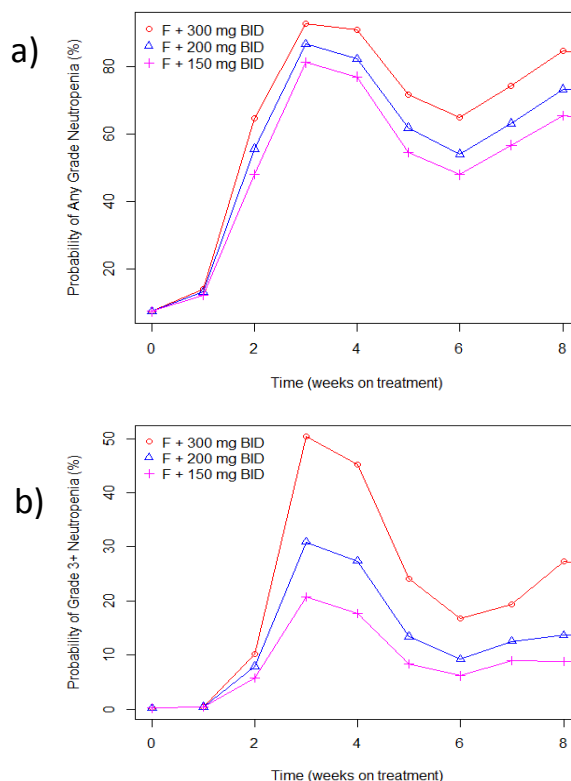 a)
F + 300 mg BID
F + 200 mg BID
F + 150 mg BID
Probability of Any Grade Neutropenia (%)
80
60
40
20
0 2 4 6 8
Time (weeks on treatment)
b)
F + 300 mg BID
F + 200 mg BID
F + 150 mg BID
Probability of Grade 3+ Neutropenia (%)
50
40
30
20
10
0
0 2 4 6 8
Time (weeks on treatment)